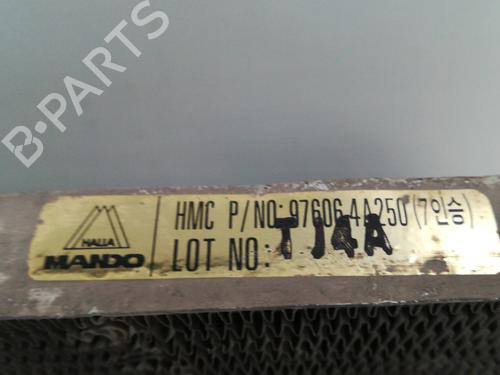 B-PARTS
HMC P/NO 97606-4A250 (7인승)
HALLA
MANDO
LOT NO: TJ4A